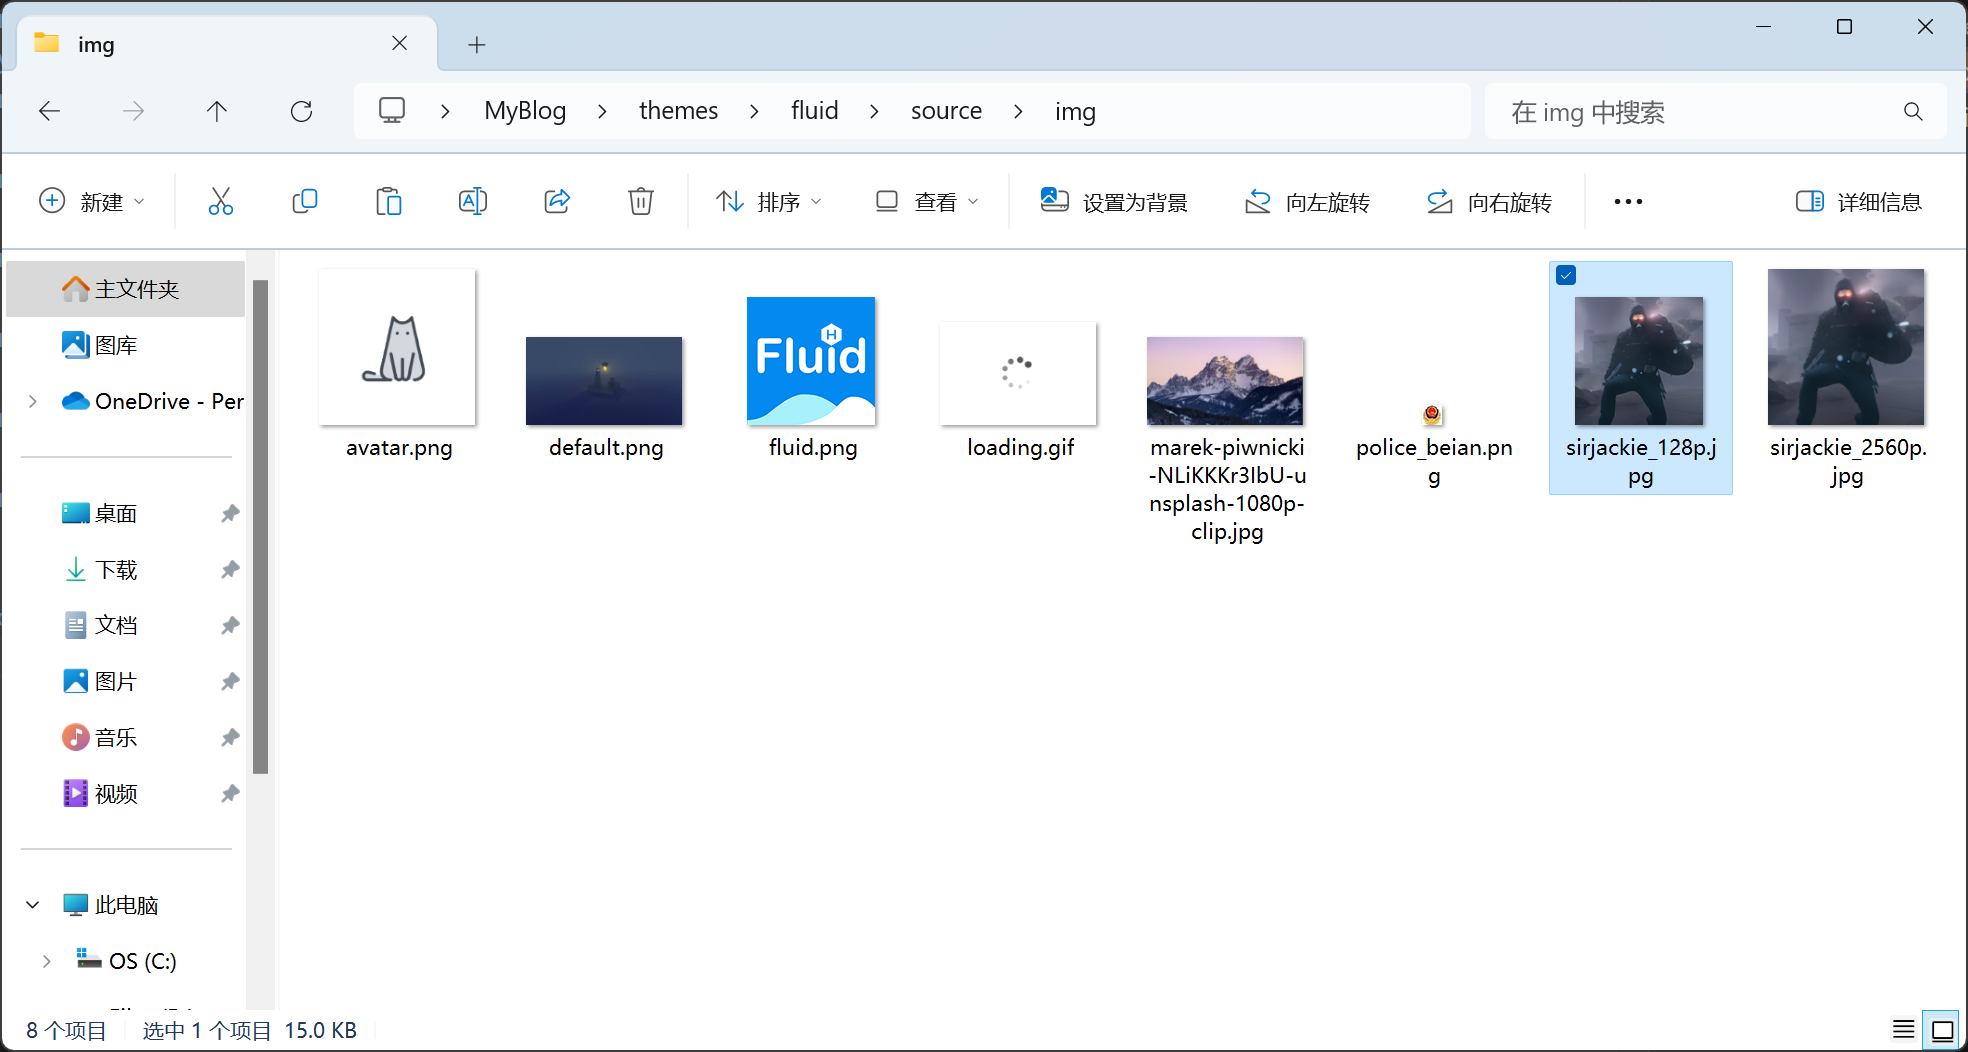 img
MyBlog
themes
fluid
source
img
在 img 中搜索
新建
排序
查看
设置为背景
向左旋转
向右旋转
详细信息
主文件夹
图库
OneDrive - Per
桌面
下载
文档
图片
音乐
视频
此电脑
OS (C:)
avatar.png
default.png
Fluid
H
fluid.png
loading.gif
marek-piwnicki
-NLiKKKr3IbU-u
nsplash-1080p-
clip.jpg
police_beian.pn
g
sirjackie_128p.j
pg
sirjackie_2560p.
jpg
8 个项目
选中 1 个项目 15.0 KB